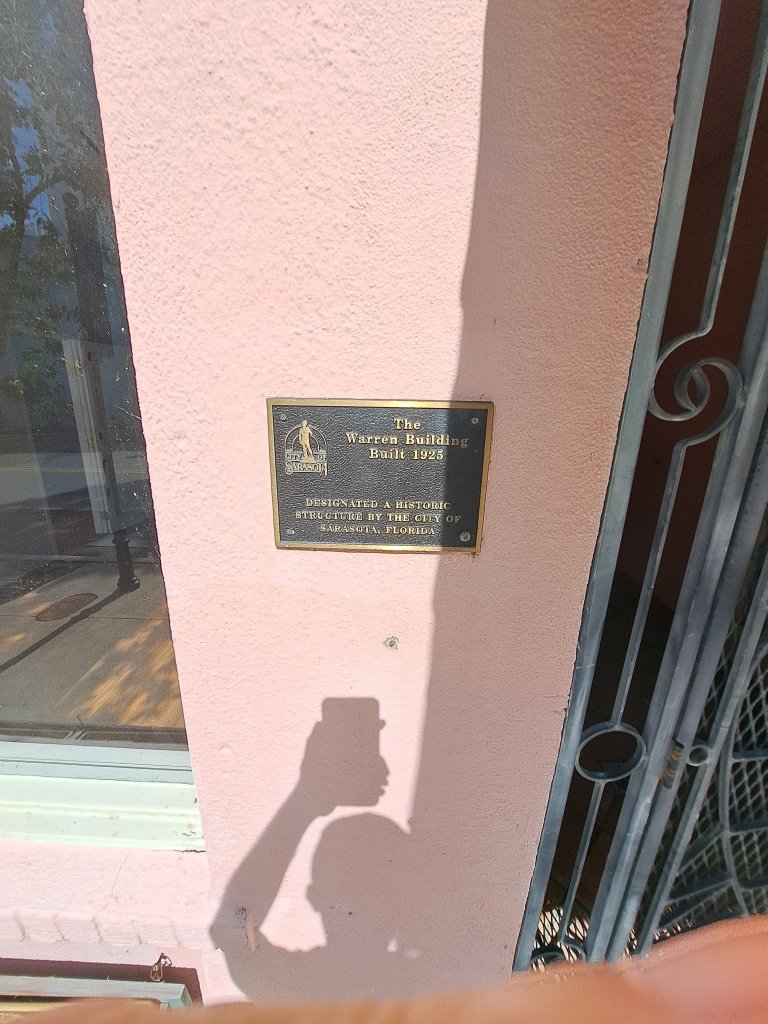 The
Warren Building
Built 1925
CITY OF
SARASOTA
DESIGNATED A HISTORIC
STRUCTURE BY THE CITY OF
SARASOTA, FLORIDA